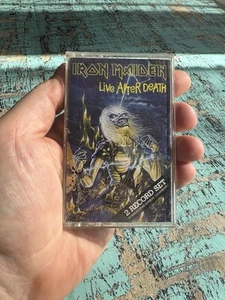 IRON MAIDEN
LIVE AFTER DEATH
2 RECORD SET